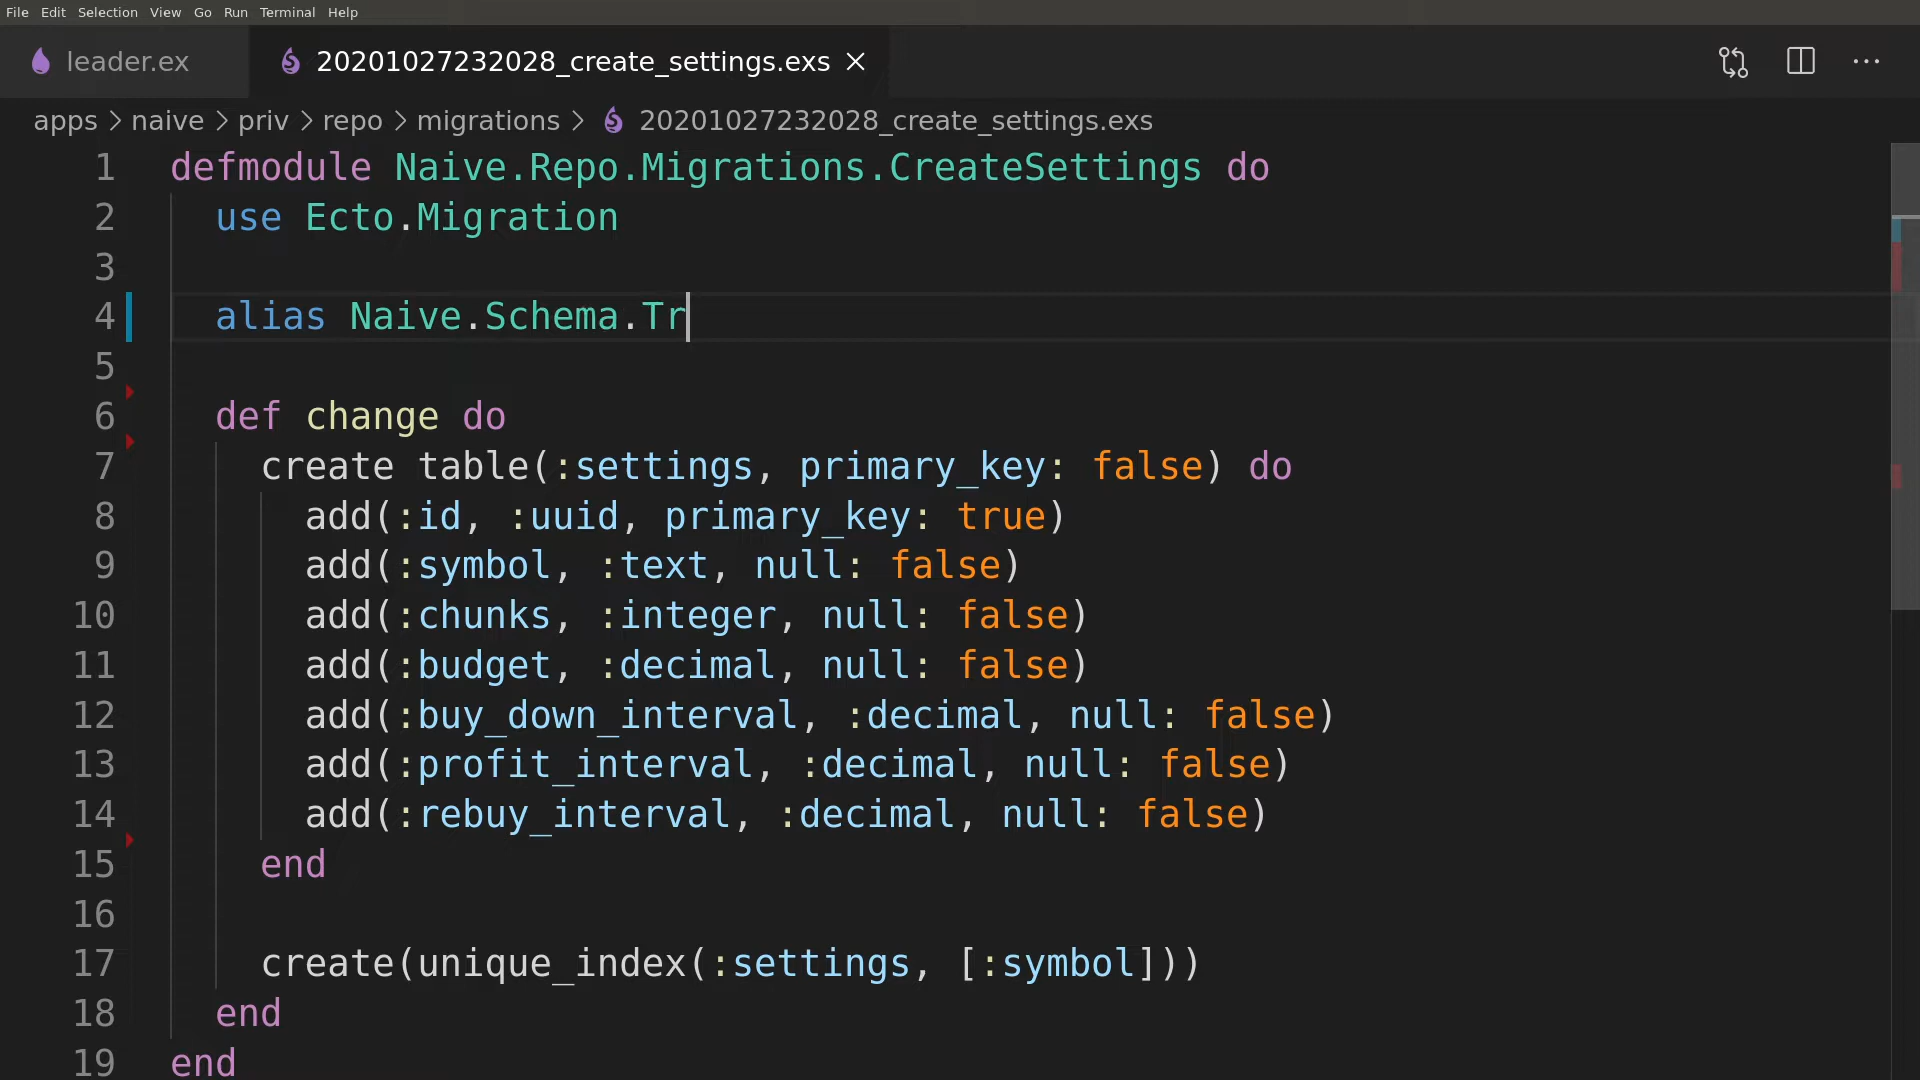 File Edit Selection View Go Run Terminal Help
leader.ex 20201027232028_create_settings.exs
apps > naive > priv > repo > migrations > 20201027232028_create_settings.exs
1 defmodule Naive.Repo.Migrations.CreateSettings do
2   use Ecto.Migration
3
4   alias Naive.Schema.Tr
5
6   def change do
7     create table(:settings, primary_key: false) do
8       add(:id, :uuid, primary_key: true)
9       add(:symbol, :text, null: false)
10       add(:chunks, :integer, null: false)
11       add(:budget, :decimal, null: false)
12       add(:buy_down_interval, :decimal, null: false)
13       add(:profit_interval, :decimal, null: false)
14       add(:rebuy_interval, :decimal, null: false)
15     end
16
17     create(unique_index(:settings, [:symbol]))
18   end
19 end